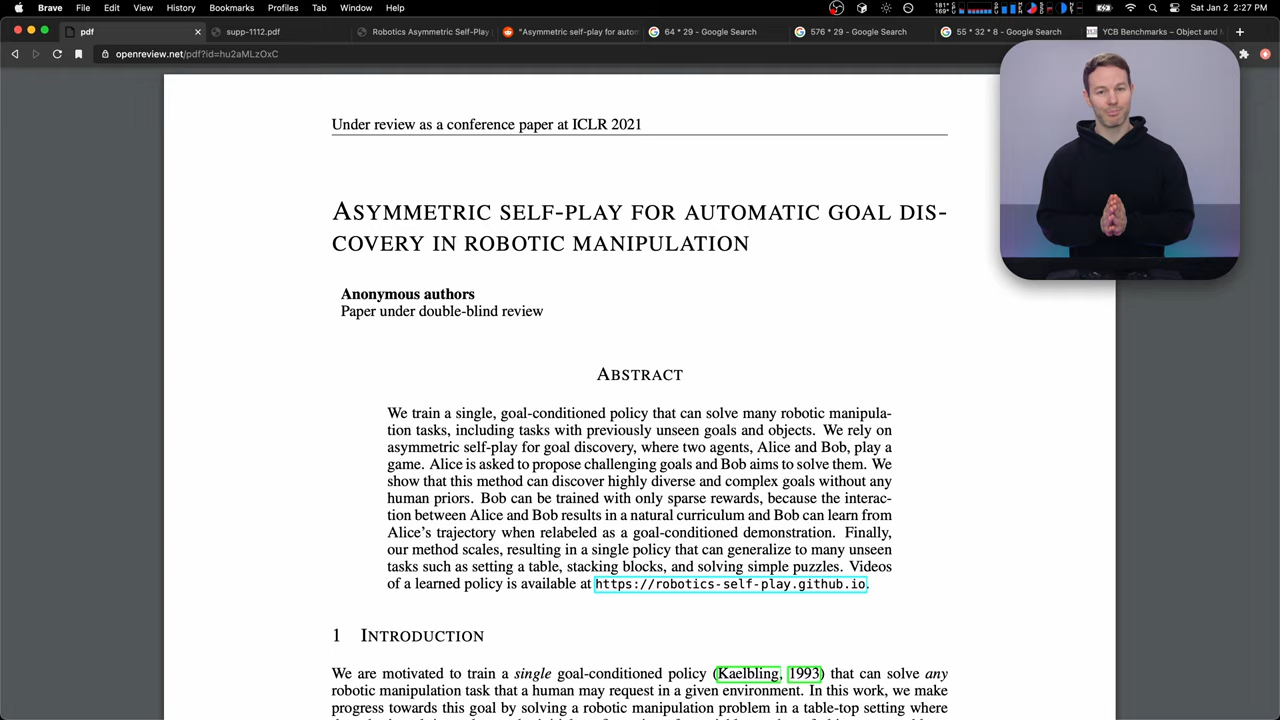 Brave File Edit View History Bookmarks Profiles Tab Window Help
181° 169° Sat Jan 2 2:27 PM
pdf
supp-1112.pdf
Robotics Asymmetric Self-Play
"Asymmetric self-play for autom
64 * 29 - Google Search
576 * 29 - Google Search
55 * 32 * 8 - Google Search
YCB Benchmarks – Object and
openreview.net/pdf?id=hu2aMLzOxC
Under review as a conference paper at ICLR 2021
ASYMMETRIC SELF-PLAY FOR AUTOMATIC GOAL DIS-
COVERY IN ROBOTIC MANIPULATION
Anonymous authors
Paper under double-blind review
ABSTRACT
We train a single, goal-conditioned policy that can solve many robotic manipula-
tion tasks, including tasks with previously unseen goals and objects. We rely on
asymmetric self-play for goal discovery, where two agents, Alice and Bob, play a
game. Alice is asked to propose challenging goals and Bob aims to solve them. We
show that this method can discover highly diverse and complex goals without any
human priors. Bob can be trained with only sparse rewards, because the interac-
tion between Alice and Bob results in a natural curriculum and Bob can learn from
Alice's trajectory when relabeled as a goal-conditioned demonstration. Finally,
our method scales, resulting in a single policy that can generalize to many unseen
tasks such as setting a table, stacking blocks, and solving simple puzzles. Videos
of a learned policy is available at https://robotics-self-play.github.io.
1 INTRODUCTION
We are motivated to train a single goal-conditioned policy (Kaelbling, 1993) that can solve any
robotic manipulation task that a human may request in a given environment. In this work, we make
progress towards this goal by solving a robotic manipulation problem in a table-top setting where